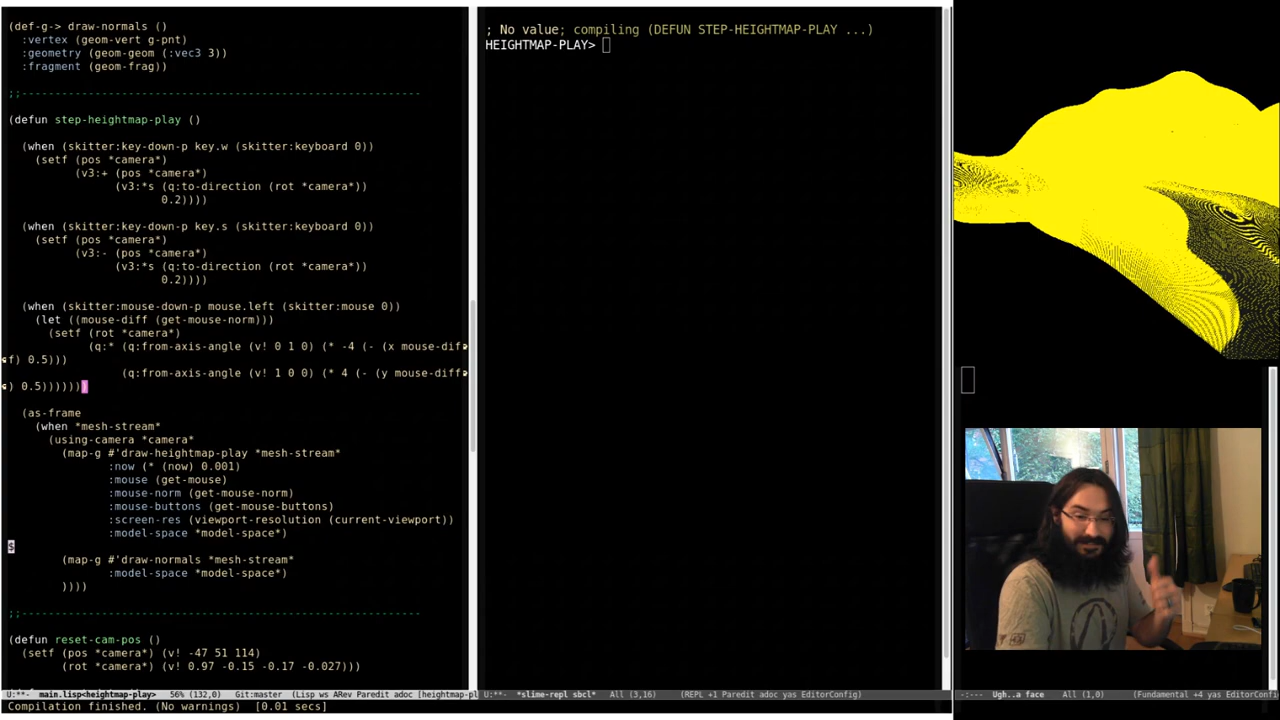 (def-g-> draw-normals ()
  :vertex (geom-vert g-pnt)
  :geometry (geom-geom (:vec3 3))
  :fragment (geom-frag))
;;------------------------------------------------------------
(defun step-heightmap-play ()
  (when (skitter:key-down-p key.w (skitter:keyboard 0))
    (setf (pos *camera*)
          (v3:+ (pos *camera*)
                (v3:*s (q:to-direction (rot *camera*))
                       0.2))))
  (when (skitter:key-down-p key.s (skitter:keyboard 0))
    (setf (pos *camera*)
          (v3:- (pos *camera*)
                (v3:*s (q:to-direction (rot *camera*))
                       0.2))))
  (when (skitter:mouse-down-p mouse.left (skitter:mouse 0))
    (let ((mouse-diff (get-mouse-norm)))
      (setf (rot *camera*)
            (q:* (q:from-axis-angle (v! 0 1 0) (* -4 (- (x mouse-dif
f) 0.5)))
                 (q:from-axis-angle (v! 1 0 0) (* 4 (- (y mouse-diff
) 0.5)))))))
  (as-frame
    (when *mesh-stream*
      (using-camera *camera*
        (map-g #'draw-heightmap-play *mesh-stream*
               :now (* (now) 0.001)
               :mouse (get-mouse)
               :mouse-norm (get-mouse-norm)
               :mouse-buttons (get-mouse-buttons)
               :screen-res (viewport-resolution (current-viewport))
               :model-space *model-space*)
$
        (map-g #'draw-normals *mesh-stream*
               :model-space *model-space*)
        ))))
;;------------------------------------------------------------
(defun reset-cam-pos ()
  (setf (pos *camera*) (v! -47 51 114)
        (rot *camera*) (v! 0.97 -0.15 -0.17 -0.027)))
U:**-  main.lisp<heightmap-play>   56% (132,0)    Git:master  (Lisp ws ARev Paredit adoc [heightmap-pl
Compilation finished. (No warnings)  [0.01 secs]
; No value; compiling (DEFUN STEP-HEIGHTMAP-PLAY ...)
HEIGHTMAP-PLAY>
U:**-  *slime-repl sbcl*   All (3,16)     (REPL +1 Paredit adoc yas EditorConfig)
-:---  Ugh..a face    All (1,0)     (Fundamental +4 yas EditorConfi